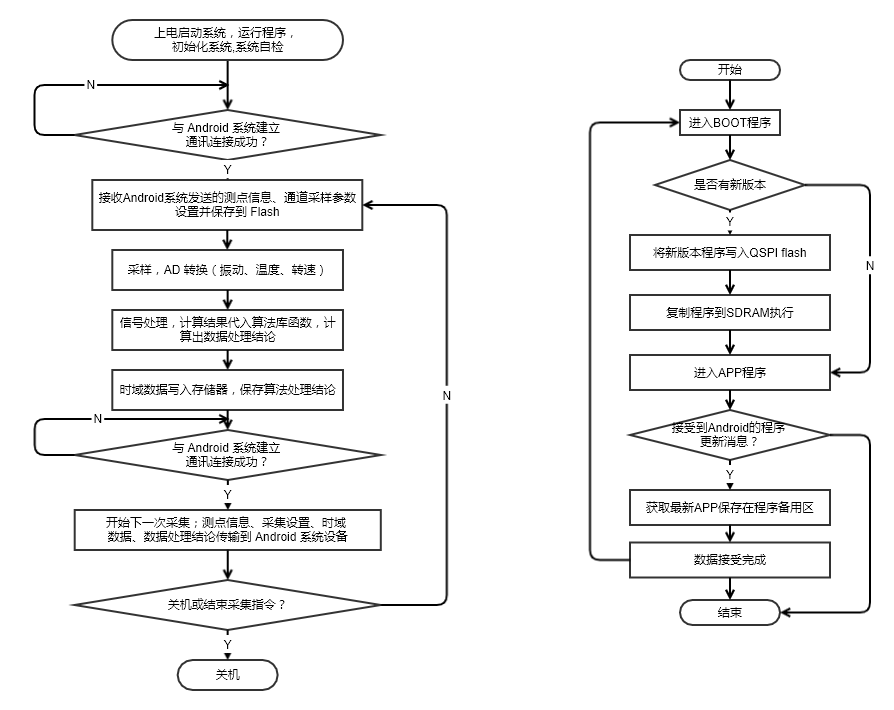 上电启动系统，运行程序，
初始化系统,系统自检
N
与 Android 系统建立
通讯连接成功？
Y
接收Android系统发送的测点信息、通道采样参数
设置并保存到 Flash
采样，AD 转换（振动、温度、转速）
信号处理，计算结果代入算法库函数，计
算出数据处理结论
时域数据写入存储器，保存算法处理结论
N
N
与 Android 系统建立
通讯连接成功？
Y
开始下一次采集；测点信息、采集设置、时域
数据、数据处理结论传输到 Android 系统设备
关机或结束采集指令？
Y
关机
开始
进入BOOT程序
是否有新版本
Y
N
将新版本程序写入QSPI flash
复制程序到SDRAM执行
进入APP程序
接受到Android的程序
更新消息？
Y
获取最新APP保存在程序备用区
数据接受完成
结束